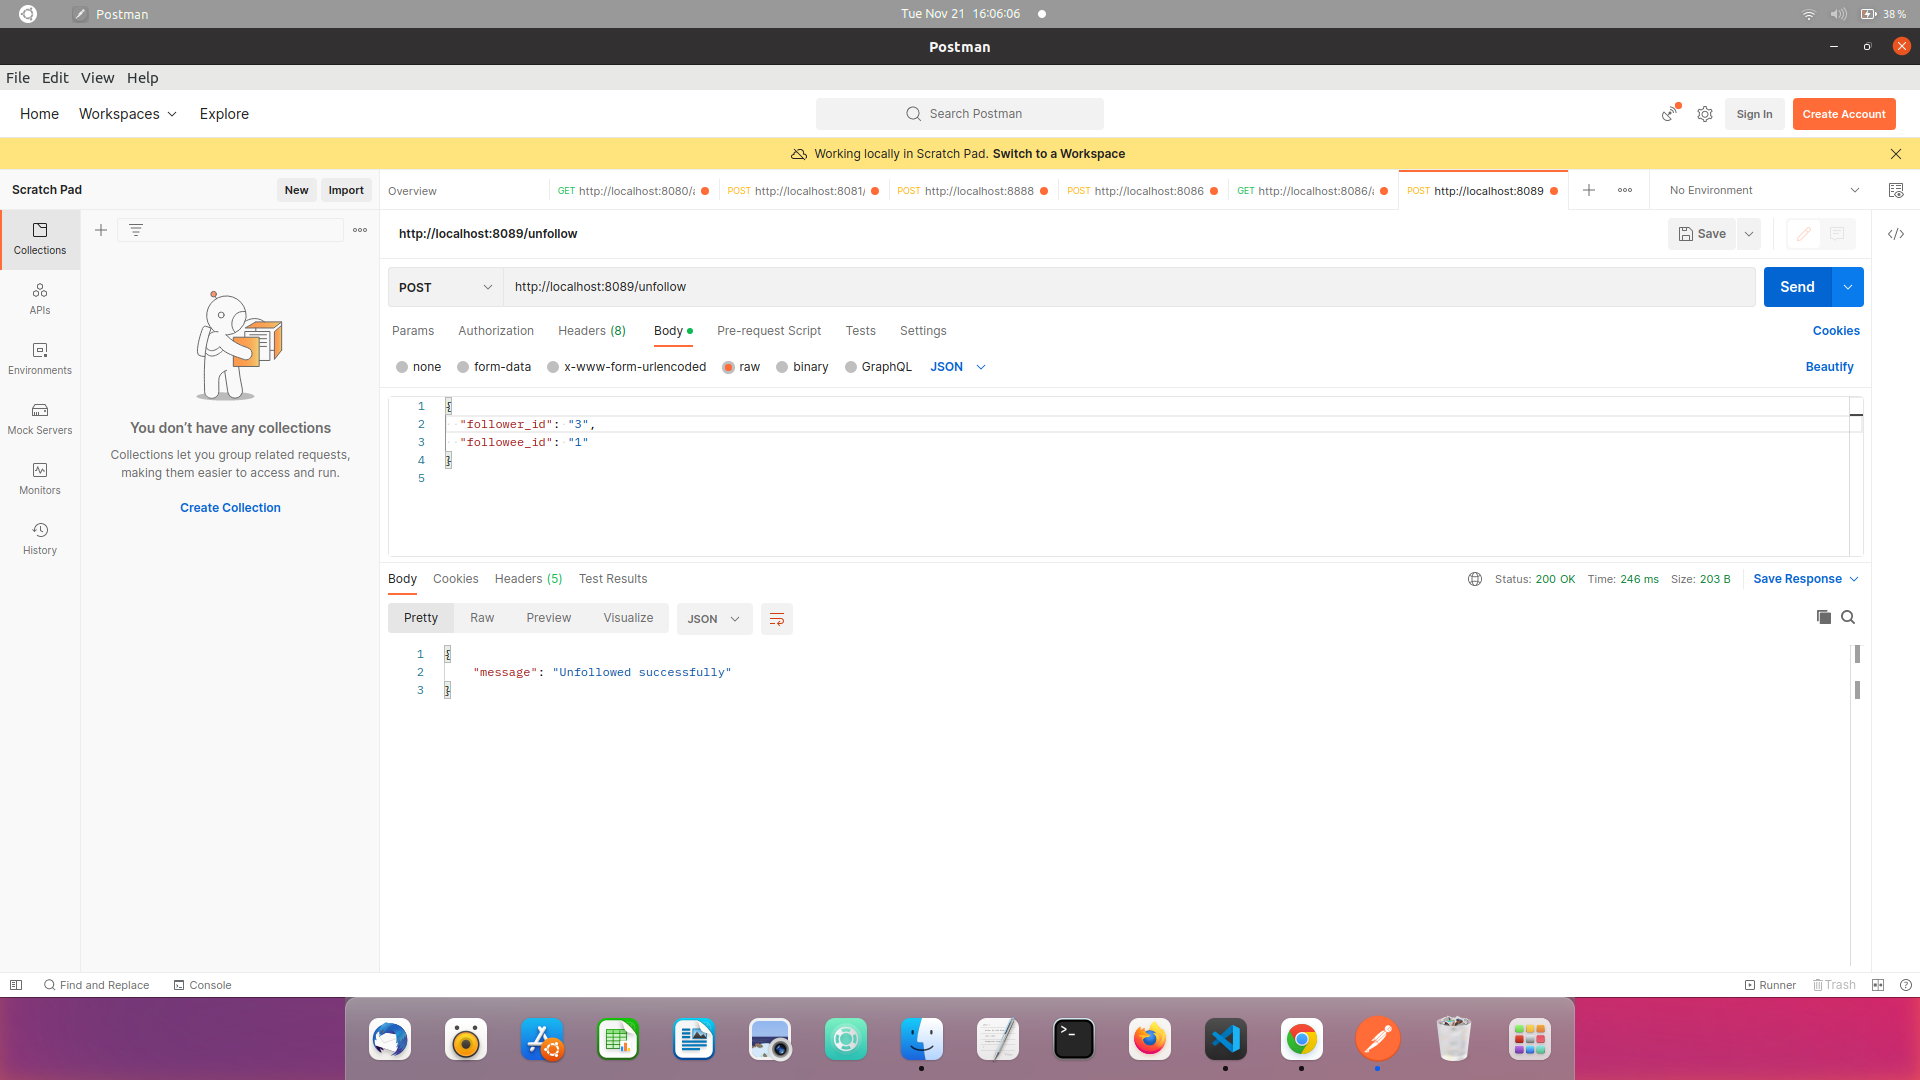 Postman
Tue Nov 21 16:06:06
38 %
Postman
File Edit View Help
Home Workspaces Explore
Search Postman
Sign In
Create Account
Working locally in Scratch Pad. Switch to a Workspace
Scratch Pad
New
Import
Overview
GET http://localhost:8080/
POST http://localhost:8081/
POST http://localhost:8888
POST http://localhost:8086
GET http://localhost:8086/
POST http://localhost:8089
No Environment
Collections
APIs
Environments
Mock Servers
Monitors
History
You don't have any collections
Collections let you group related requests,
making them easier to access and run.
Create Collection
http://localhost:8089/unfollow
Save
POST
http://localhost:8089/unfollow
Send
Params Authorization Headers (8) Body Pre-request Script Tests Settings
Cookies
none form-data x-www-form-urlencoded raw binary GraphQL JSON
Beautify
1 {
2 "follower_id": "3",
3 "followee_id": "1"
4 }
5
Body Cookies Headers (5) Test Results
Status: 200 OK Time: 246 ms Size: 203 B
Save Response
Pretty Raw Preview Visualize JSON
1 {
2 "message": "Unfollowed successfully"
3 }
Find and Replace Console
Runner Trash